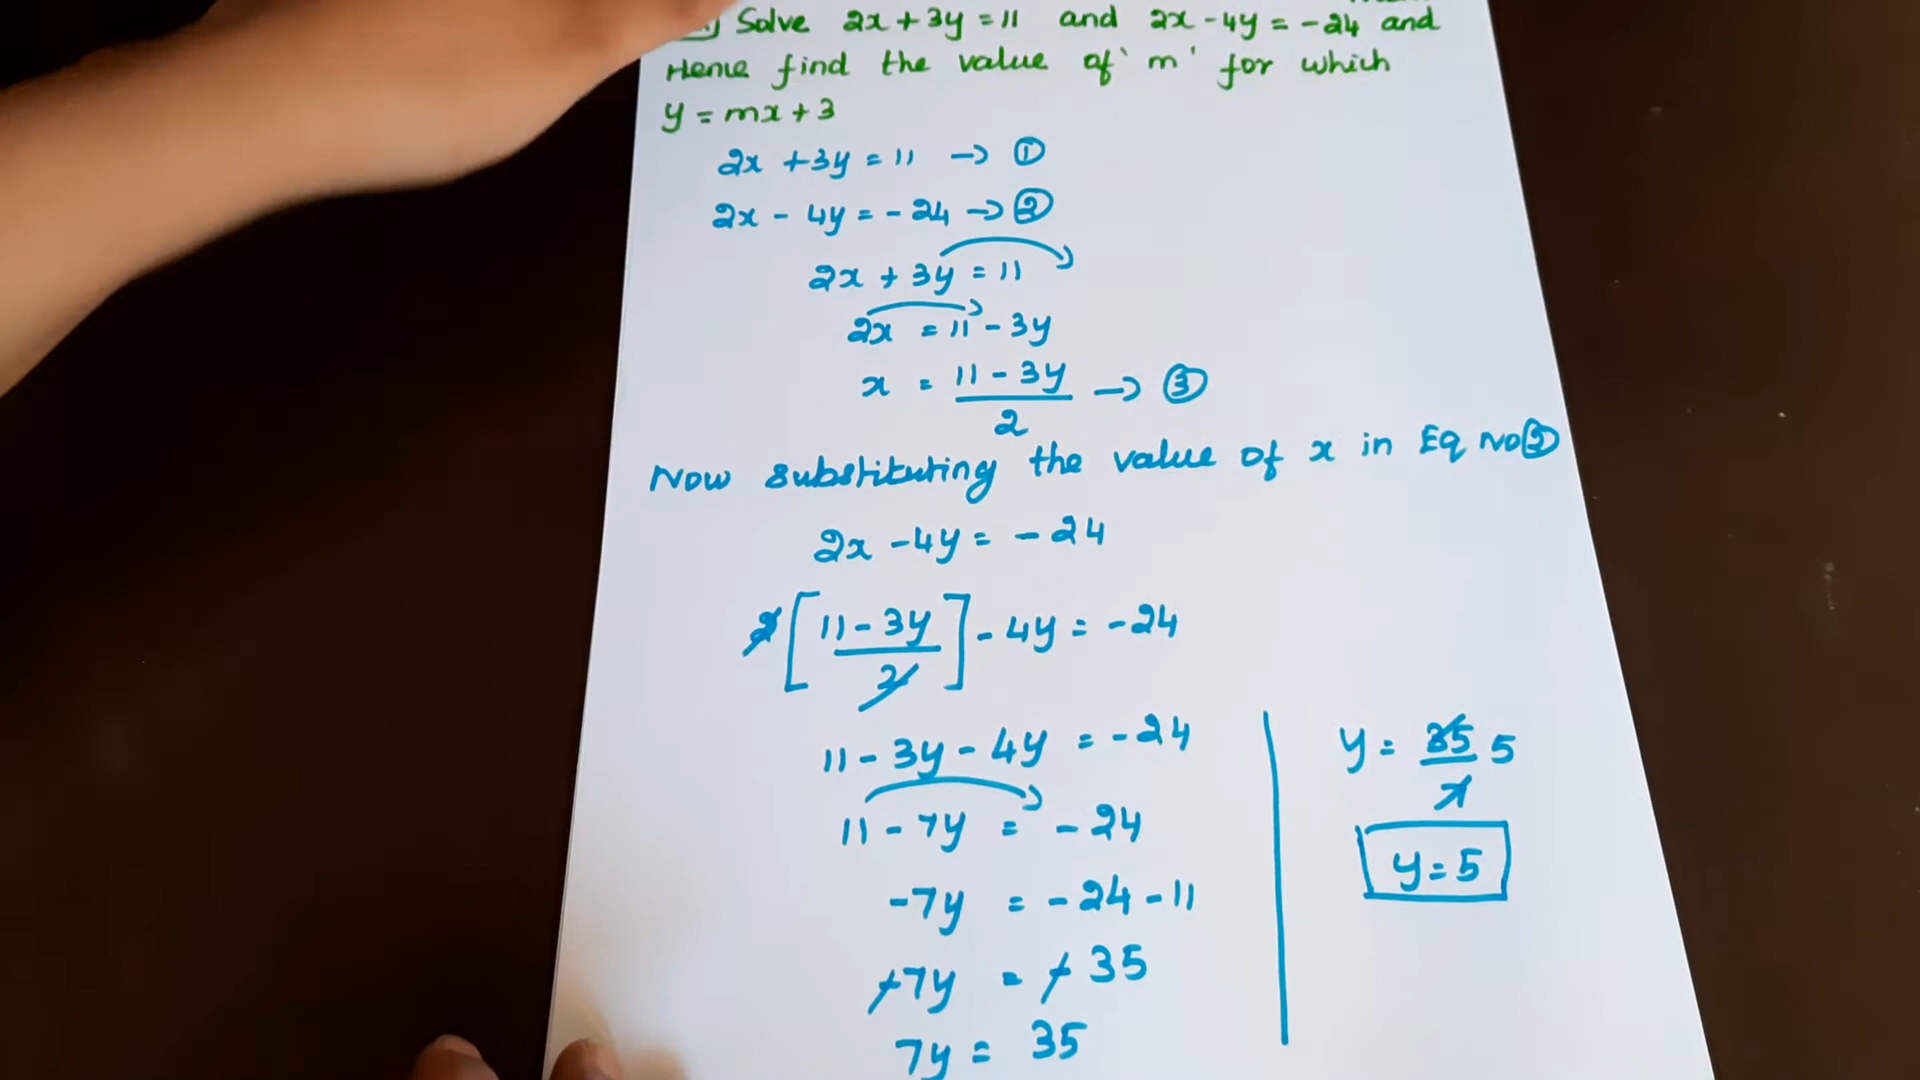 Solve 2x + 3y = 11 and 2x - 4y = - 24 and
Hence find the value of 'm' for which
y = mx + 3
2x + 3y = 11 → ①
2x - 4y = - 24 → ②
2x + 3y = 11
2x = 11 - 3y
x = 11 - 3y / 2 → ③
Now substituting the value of x in Eq No ②
2x - 4y = - 24
2 [ 11 - 3y / 2 ] - 4y = - 24
11 - 3y - 4y = - 24
11 - 7y = - 24
-7y = - 24 - 11
-7y = - 35
7y = 35
y = 35 / 7 5
y = 5